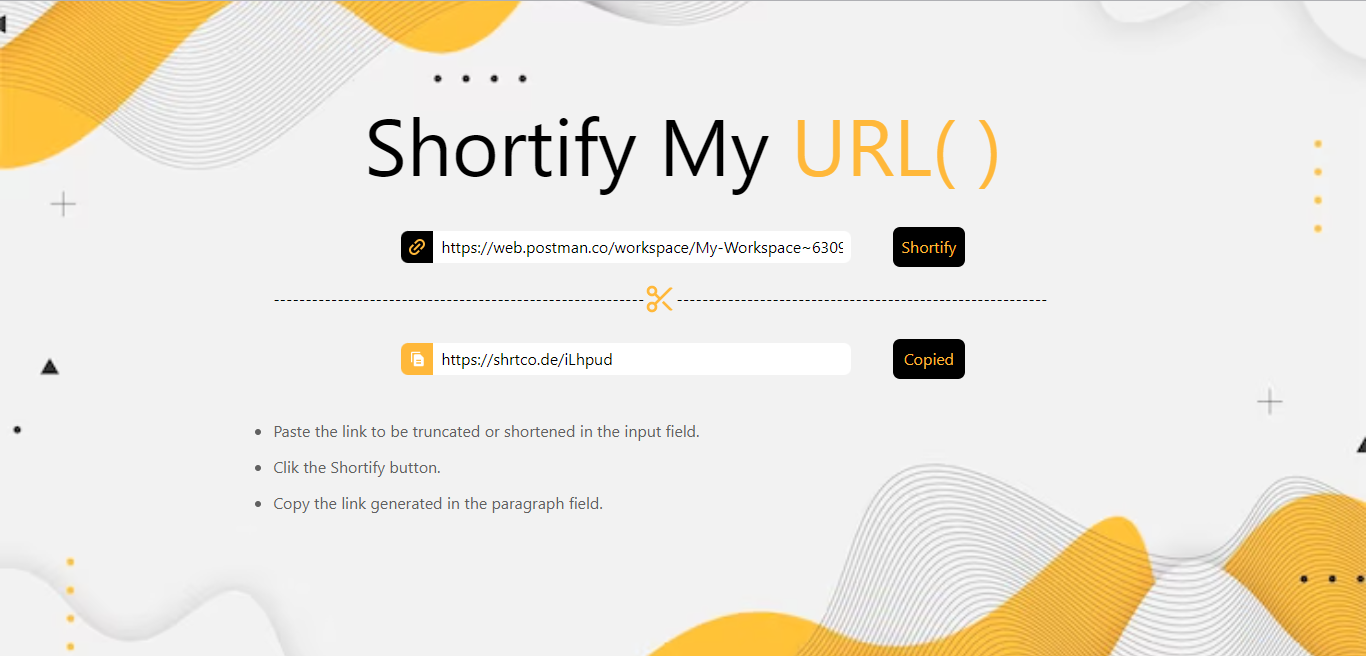 Shortify My URL( )
https://web.postman.co/workspace/My-Workspace~6309
Shortify
https://shrtco.de/iLhpud
Copied
Paste the link to be truncated or shortened in the input field.
Clik the Shortify button.
Copy the link generated in the paragraph field.